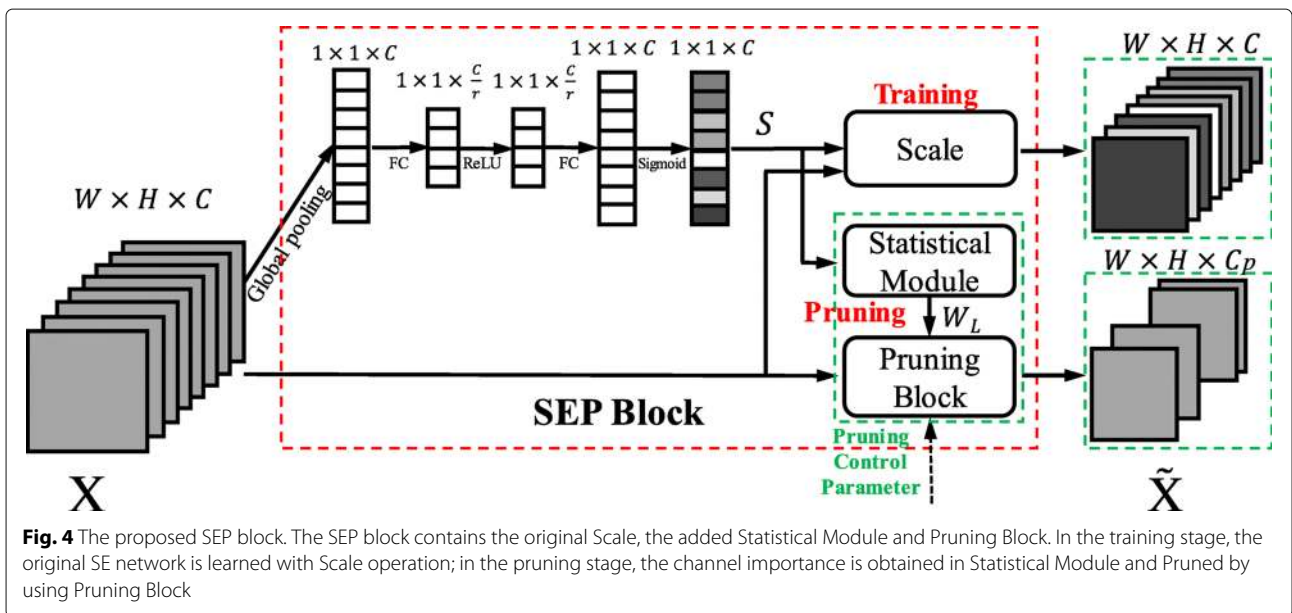 1 × 1 × C
1 × 1 × C/r
1 × 1 × C/r
1 × 1 × C
1 × 1 × C
W × H × C
Training
S
Scale
FC
ReLU
FC
Sigmoid
W × H × C
Global pooling
Statistical
Module
W × H × Cp
Pruning
W_L
Pruning
Block
SEP Block
Pruning
Control
Parameter
X
X̃
Fig. 4 The proposed SEP block. The SEP block contains the original Scale, the added Statistical Module and Pruning Block. In the training stage, the
original SE network is learned with Scale operation; in the pruning stage, the channel importance is obtained in Statistical Module and Pruned by
using Pruning Block